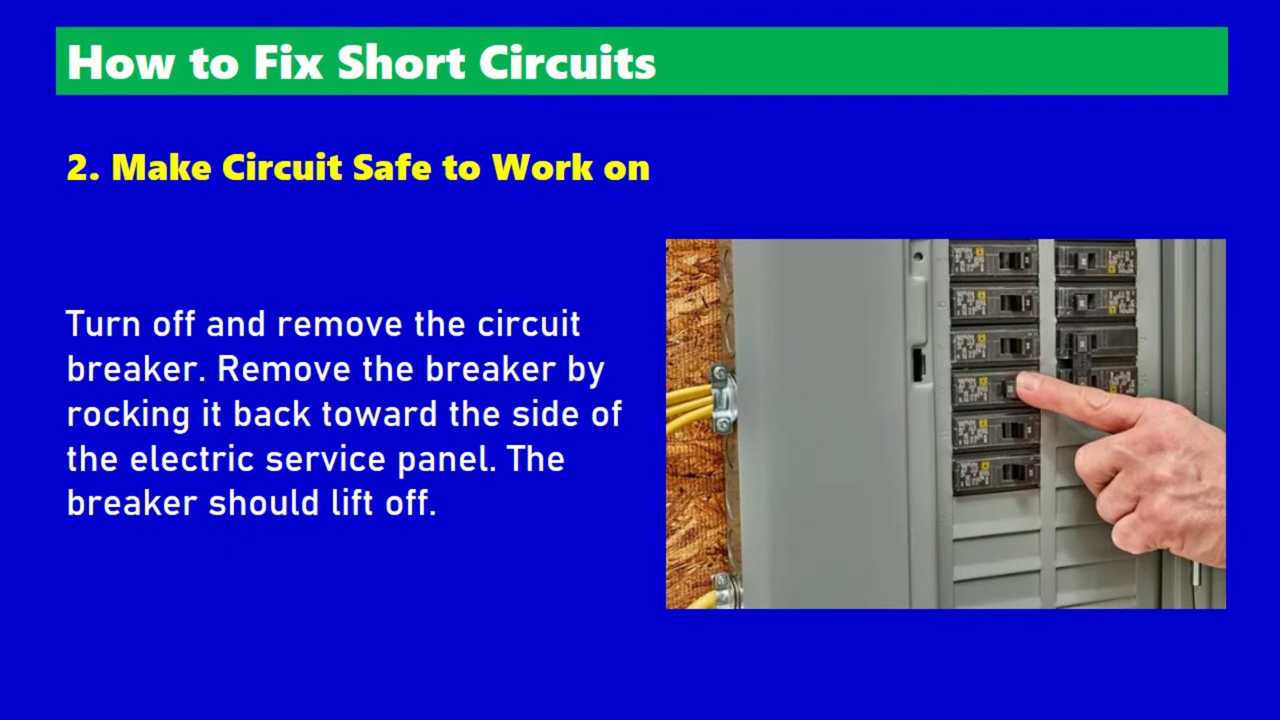 How to Fix Short Circuits
2. Make Circuit Safe to Work on
Turn off and remove the circuit
breaker. Remove the breaker by
rocking it back toward the side of
the electric service panel. The
breaker should lift off.